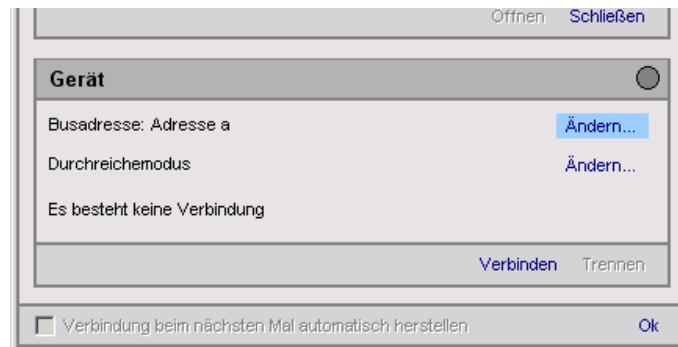 Öffnen Schließen
Gerät
Busadresse: Adresse a Ändern...
Durchreichemodus Ändern...
Es besteht keine Verbindung
Verbinden Trennen
Verbindung beim nächsten Mal automatisch herstellen Ok